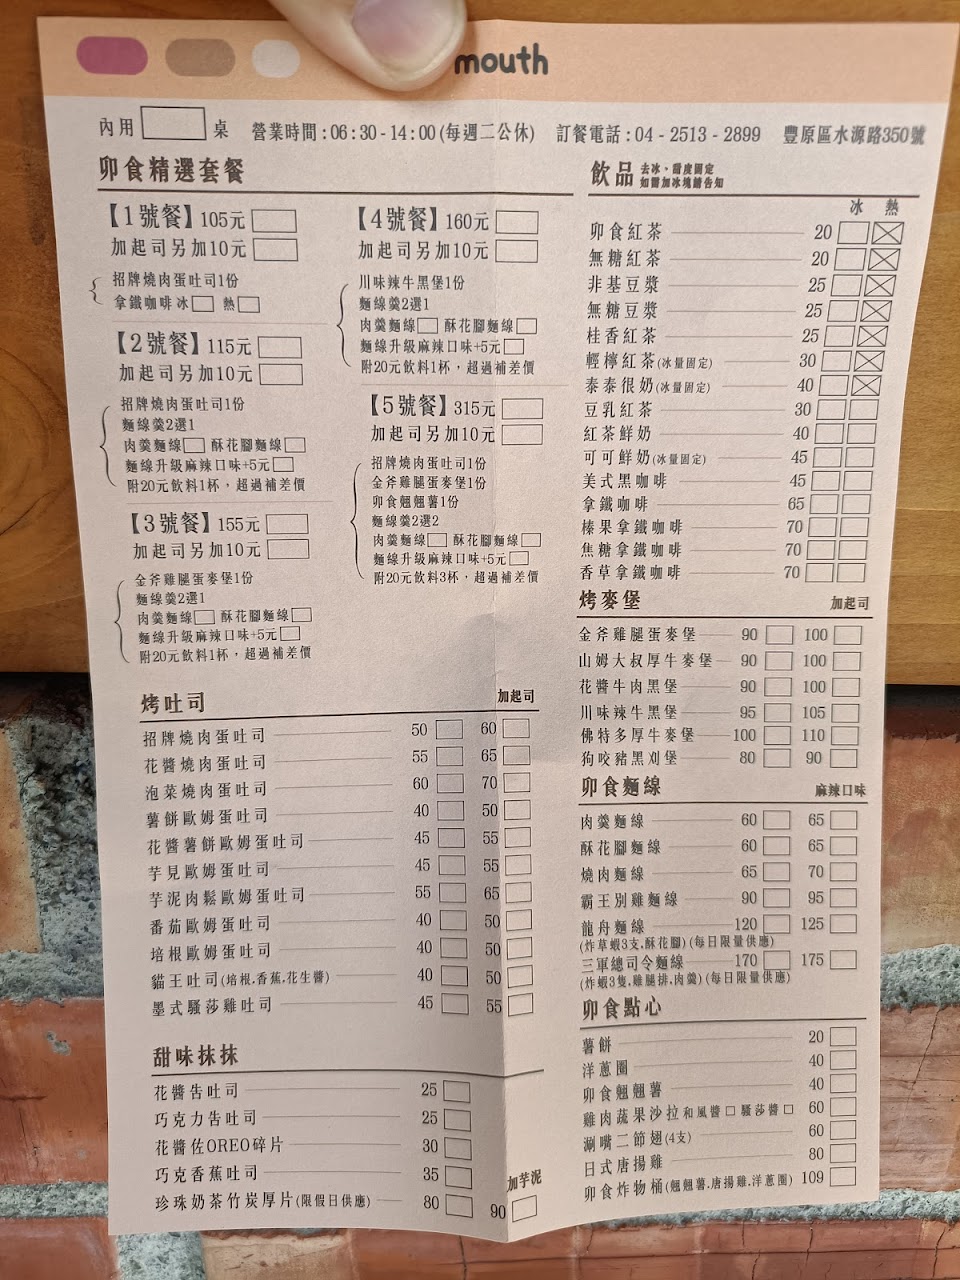 mouth
內用 桌 營業時間:06:30-14:00(每週二公休) 訂餐電話:04-2513-2899 豐原區水源路350號
卯食精選套餐
【1號餐】105元
加起司另加10元
招牌燒肉蛋吐司1份
拿鐵咖啡冰 熱
【2號餐】115元
加起司另加10元
招牌燒肉蛋吐司1份
麵線羹2選1
肉羹麵線 酥花腳麵線
麵線升級麻辣口味+5元
附20元飲料1杯,超過補差價
【3號餐】155元
加起司另加10元
金斧雞腿蛋麥堡1份
麵線羹2選1
肉羹麵線 酥花腳麵線
麵線升級麻辣口味+5元
附20元飲料1杯,超過補差價
【4號餐】160元
加起司另加10元
川味辣牛黑堡1份
麵線羹2選1
肉羹麵線 酥花腳麵線
麵線升級麻辣口味+5元
附20元飲料1杯,超過補差價
【5號餐】315元
加起司另加10元
招牌燒肉蛋吐司1份
金斧雞腿蛋麥堡1份
卯食翹翹薯1份
麵線羹2選2
肉羹麵線 酥花腳麵線
麵線升級麻辣口味+5元
附20元飲料3杯,超過補差價
烤吐司 加起司
招牌燒肉蛋吐司 50 60
花醬燒肉蛋吐司 55 65
泡菜燒肉蛋吐司 60 70
薯餅歐姆蛋吐司 40 50
花醬薯餅歐姆蛋吐司 45 55
芋見歐姆蛋吐司 45 55
芋泥肉鬆歐姆蛋吐司 55 65
番茄歐姆蛋吐司 40 50
培根歐姆蛋吐司 40 50
貓王吐司(培根.香蕉.花生醬) 40 50
墨式騷莎雞吐司 45 55
甜味抹抹
花醬吿吐司 25
巧克力吿吐司 25
花醬佐OREO碎片 30
巧克香蕉吐司 35
加芋泥
珍珠奶茶竹炭厚片(限假日供應) 80 90
飲品 去冰、甜度固定
如需加冰塊請告知
冰 熱
卯食紅茶 20
無糖紅茶 20
非基豆漿 25
無糖豆漿 25
桂香紅茶 25
輕檸紅茶(冰量固定) 30
泰泰很奶(冰量固定) 40
豆乳紅茶 30
紅茶鮮奶 40
可可鮮奶(冰量固定) 45
美式黑咖啡 45
拿鐵咖啡 65
榛果拿鐵咖啡 70
焦糖拿鐵咖啡 70
香草拿鐵咖啡 70
烤麥堡 加起司
金斧雞腿蛋麥堡 90 100
山姆大叔厚牛麥堡 90 100
花醬牛肉黑堡 90 100
川味辣牛黑堡 95 105
佛特多厚牛麥堡 100 110
狗咬豬黑刈堡 80 90
卯食麵線 麻辣口味
肉羹麵線 60 65
酥花腳麵線 60 65
燒肉麵線 65 70
霸王別雞麵線 90 95
龍舟麵線 120 125
(炸草蝦3支.酥花腳)(每日限量供應)
三軍總司令麵線 170 175
(炸蝦3隻.雞腿排.肉羹)(每日限量供應)
卯食點心
薯餅 20
洋蔥圈 40
卯食翹翹薯 40
雞肉蔬果沙拉和風醬 騷莎醬 60
涮嘴二節翅(4支) 60
日式唐揚雞 80
卯食炸物桶(翹翹薯.唐揚雞.洋蔥圈) 109